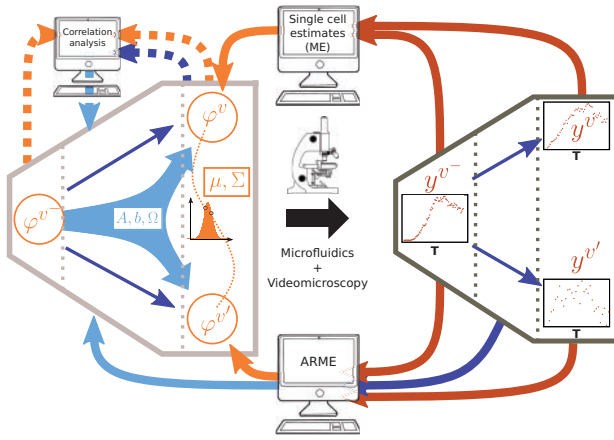 Correlation
analysis
Single cell
estimates
(ME)
φ^v
y^v
T
μ, Σ
y^{v^-}
φ^{v^-}
A, b, Ω
T
Microfluidics
+
Videomicroscopy
y^{v'}
φ^{v'}
T
ARME